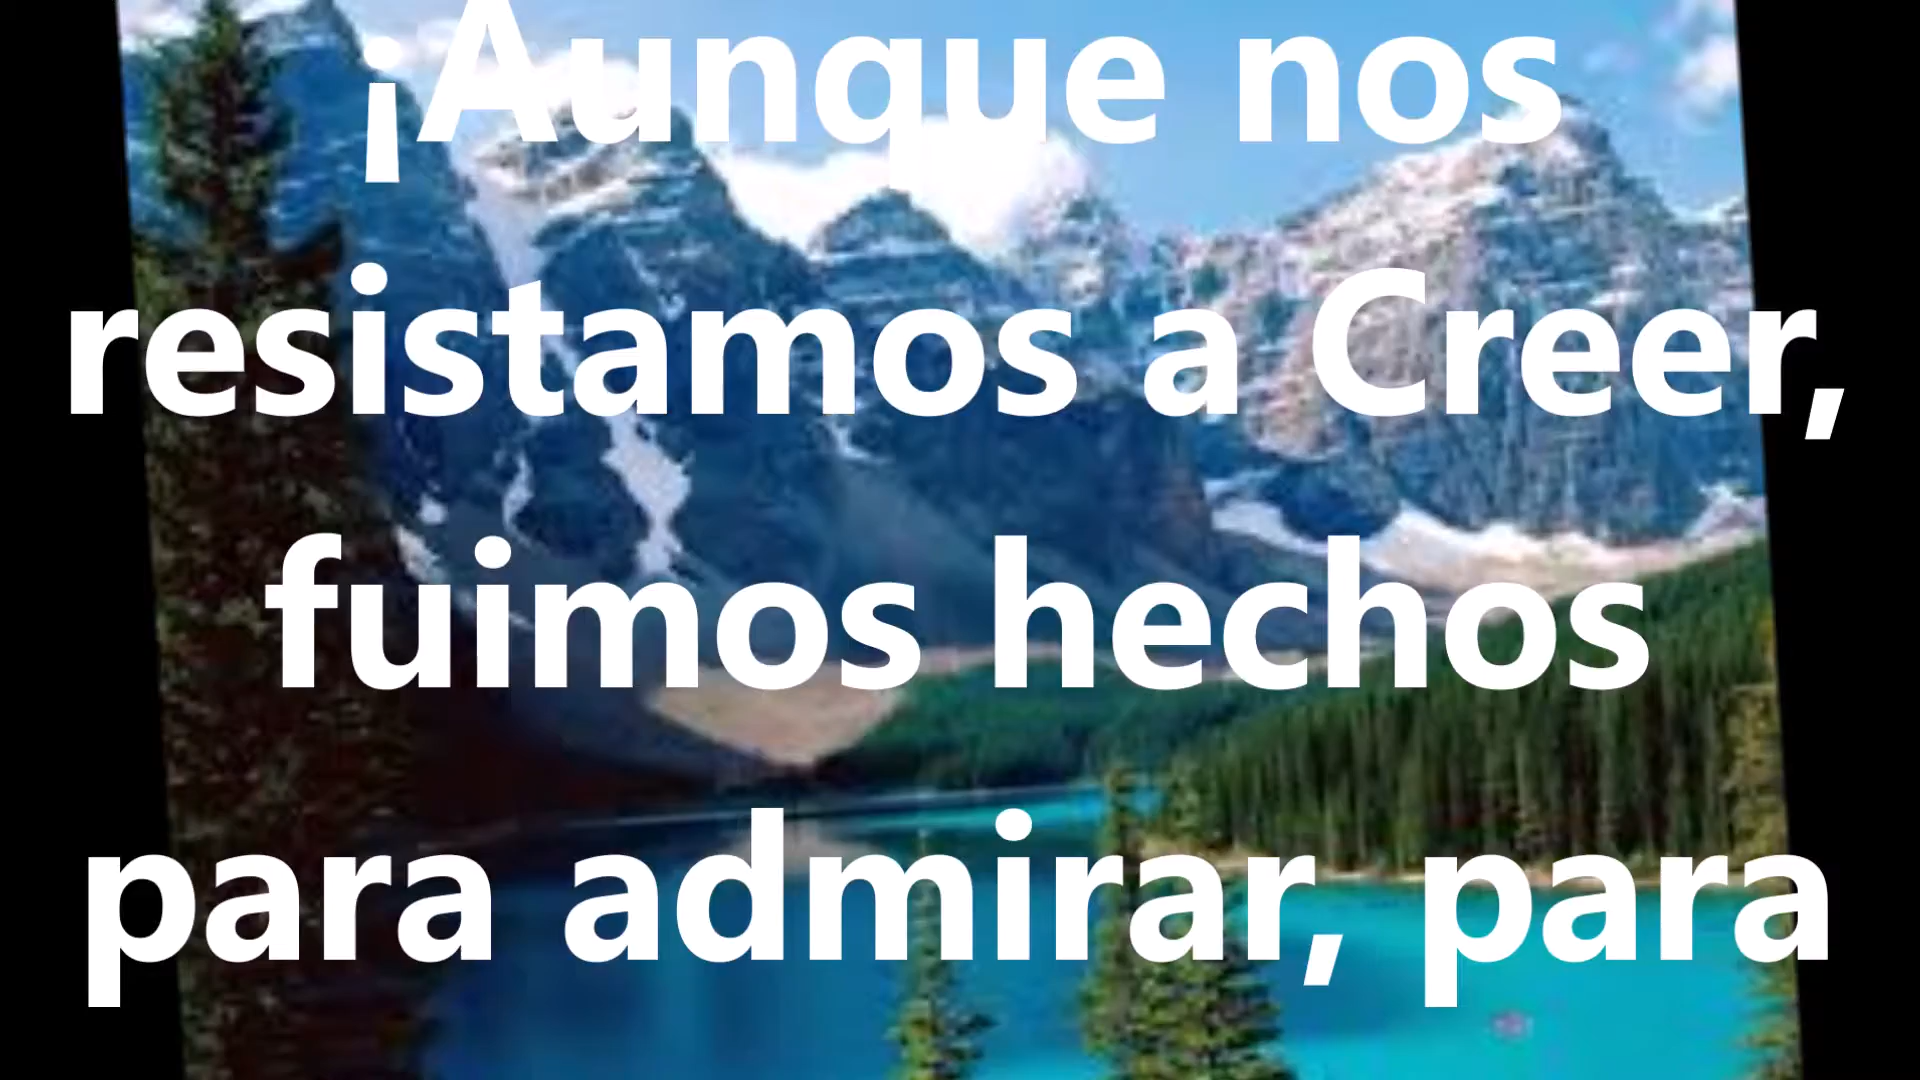 ¡Aunque nos
resistamos a Creer,
fuimos hechos
para admirar, para